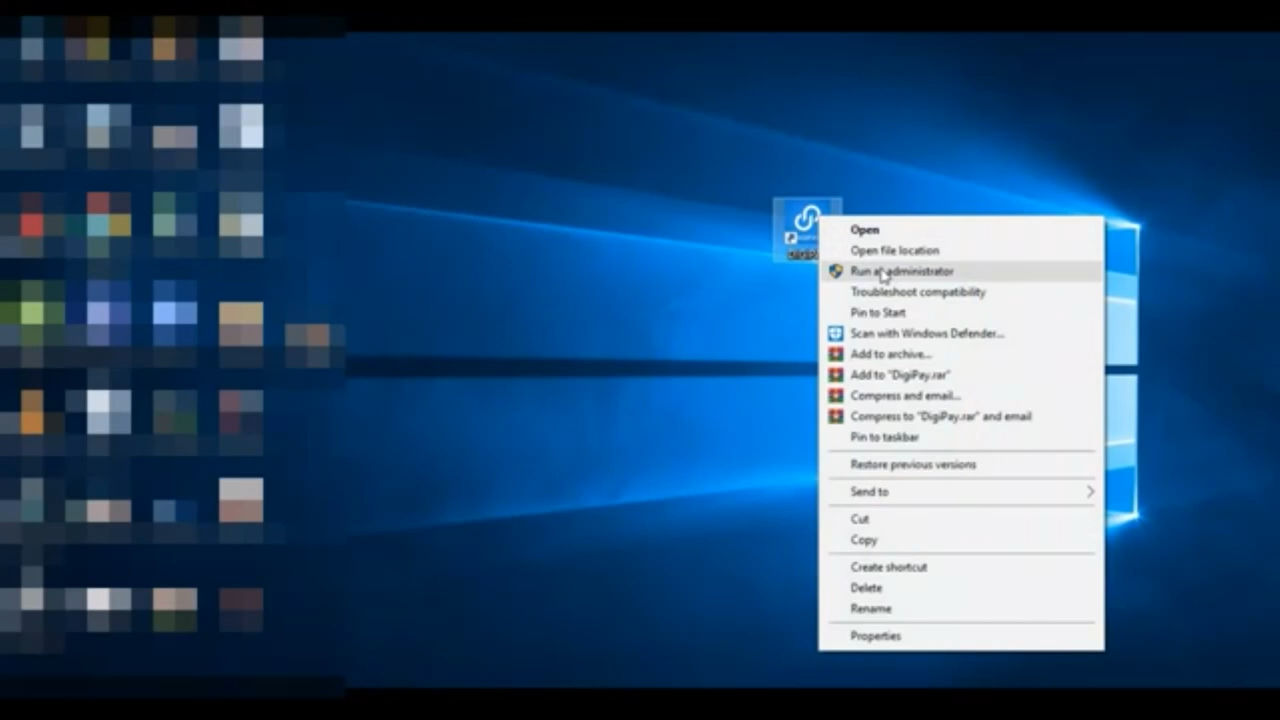 Open
Open file location
Run as administrator
Troubleshoot compatibility
Pin to Start
Scan with Windows Defender...
Add to archive...
Add to "DigiPay.rar"
Compress and email...
Compress to "DigiPay.rar" and email
Pin to taskbar
Restore previous versions
Send to
Cut
Copy
Create shortcut
Delete
Rename
Properties